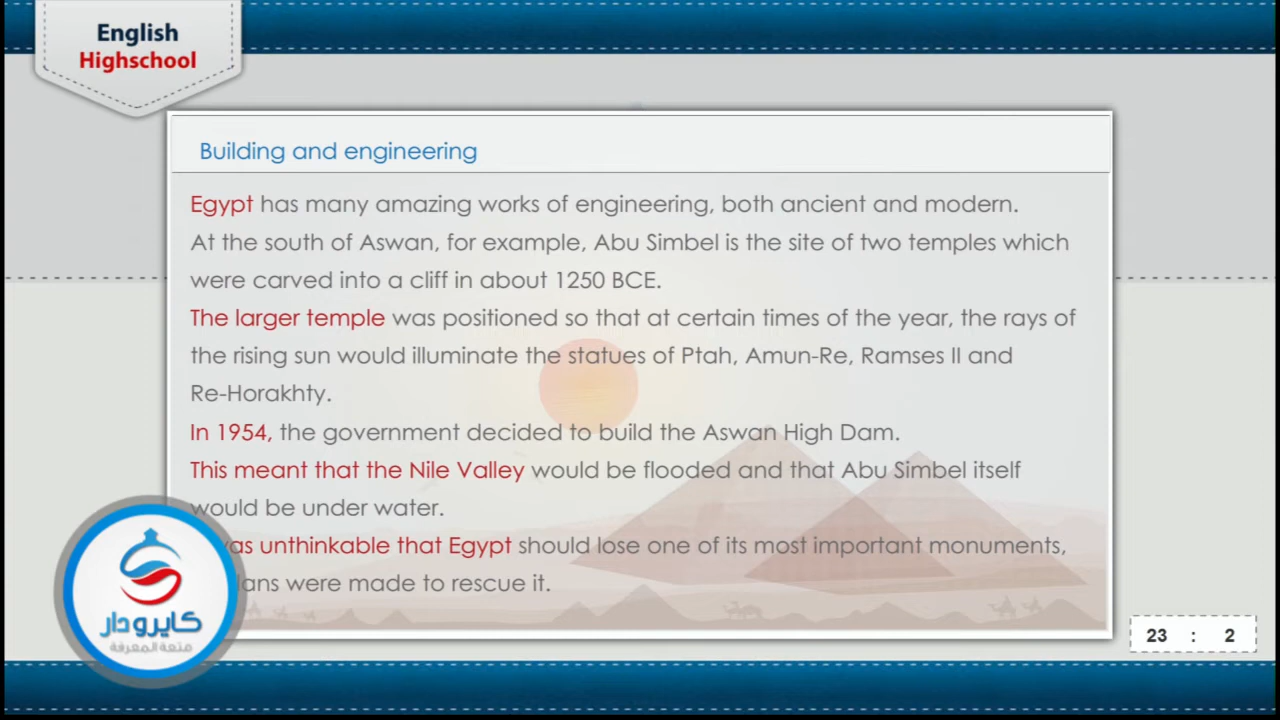 English
Highschool
Building and engineering
Egypt has many amazing works of engineering, both ancient and modern.
At the south of Aswan, for example, Abu Simbel is the site of two temples which
were carved into a cliff in about 1250 BCE.
The larger temple was positioned so that at certain times of the year, the rays of
the rising sun would illuminate the statues of Ptah, Amun-Re, Ramses II and
Re-Horakhty.
In 1954, the government decided to build the Aswan High Dam.
This meant that the Nile Valley would be flooded and that Abu Simbel itself
would be under water.
unthinkable that Egypt should lose one of its most important monuments,
were made to rescue it.
كايرودار
متعة المعرفة
23 : 2